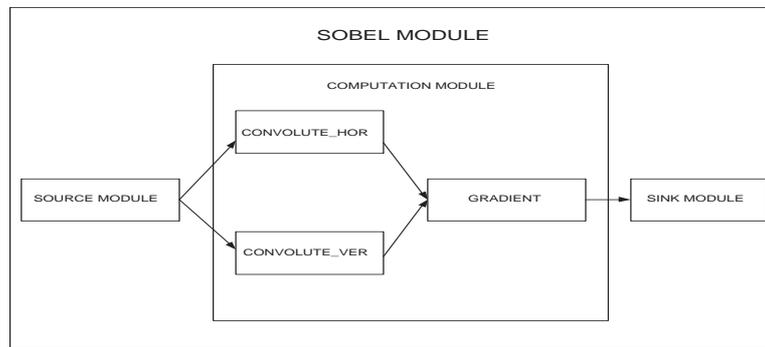 SOBEL MODULE
COMPUTATION MODULE
CONVOLUTE_HOR
SOURCE MODULE
GRADIENT
SINK MODULE
CONVOLUTE_VER